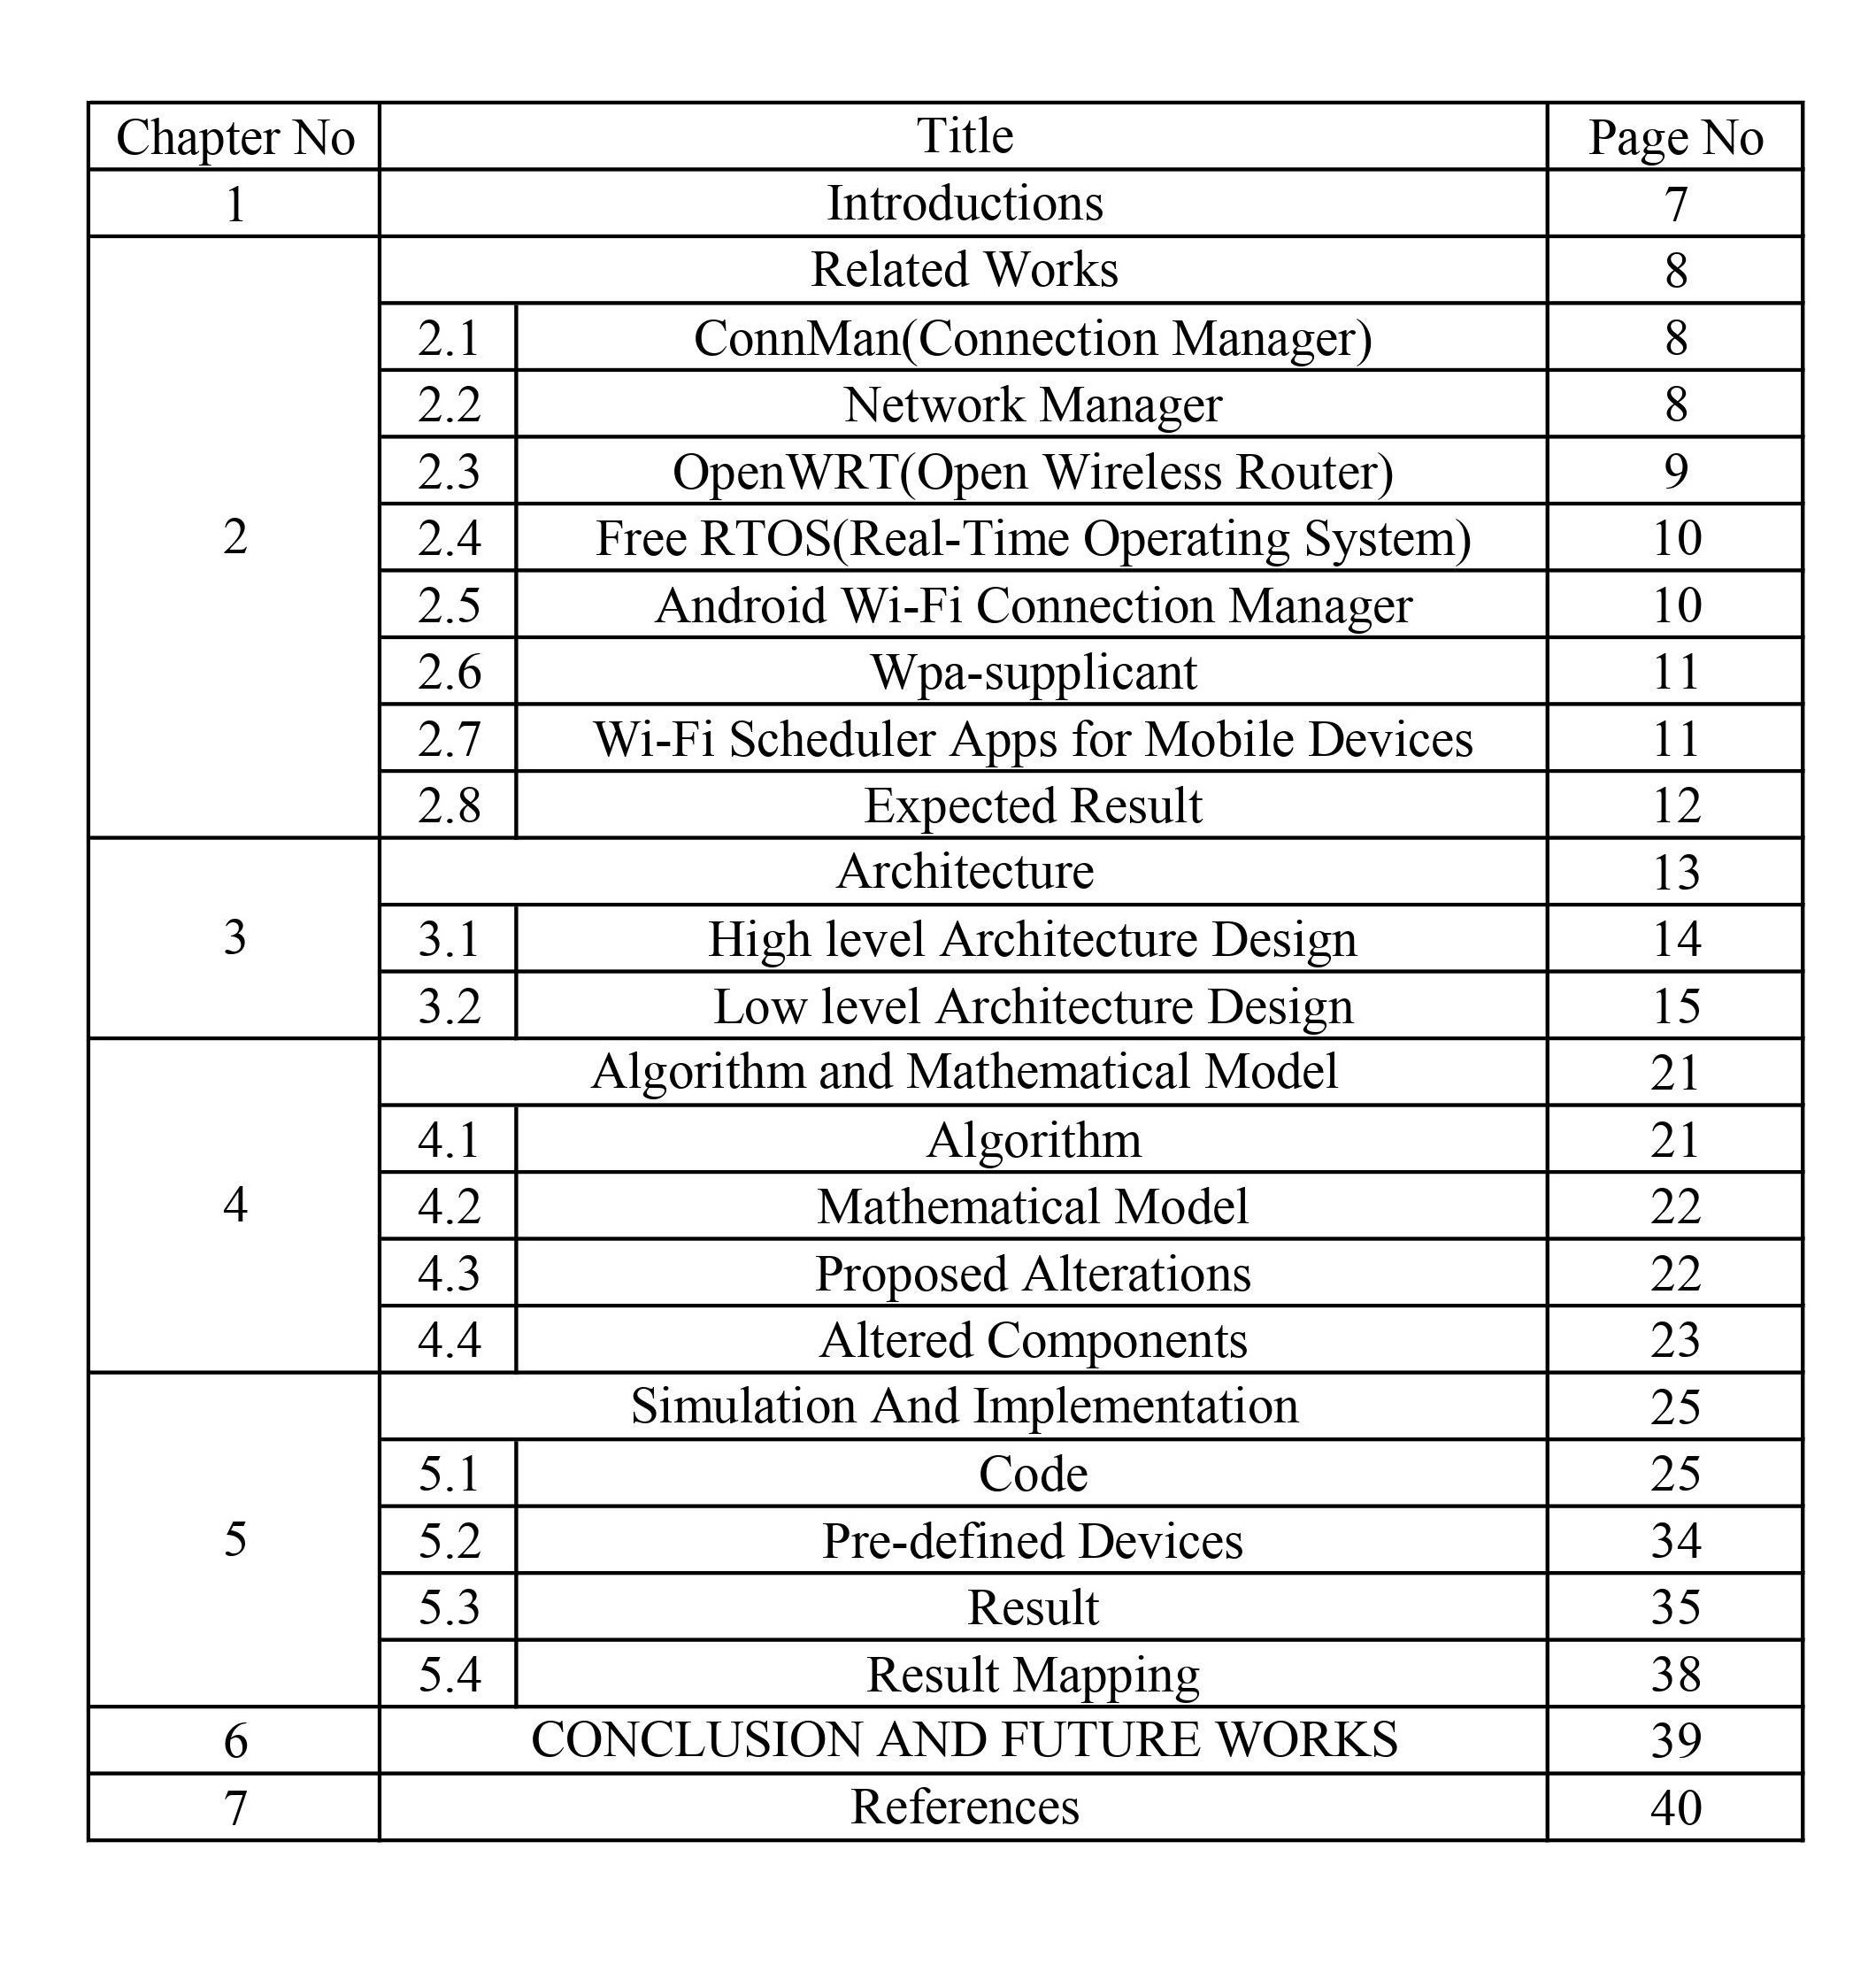 Chapter No Title Page No
1 Introductions 7
Related Works 8
2.1 ConnMan(Connection Manager) 8
2.2 Network Manager 8
2.3 OpenWRT(Open Wireless Router) 9
2 2.4 Free RTOS(Real-Time Operating System) 10
2.5 Android Wi-Fi Connection Manager 10
2.6 Wpa-supplicant 11
2.7 Wi-Fi Scheduler Apps for Mobile Devices 11
2.8 Expected Result 12
Architecture 13
3 3.1 High level Architecture Design 14
3.2 Low level Architecture Design 15
Algorithm and Mathematical Model 21
4.1 Algorithm 21
4 4.2 Mathematical Model 22
4.3 Proposed Alterations 22
4.4 Altered Components 23
Simulation And Implementation 25
5.1 Code 25
5 5.2 Pre-defined Devices 34
5.3 Result 35
5.4 Result Mapping 38
6 CONCLUSION AND FUTURE WORKS 39
7 References 40